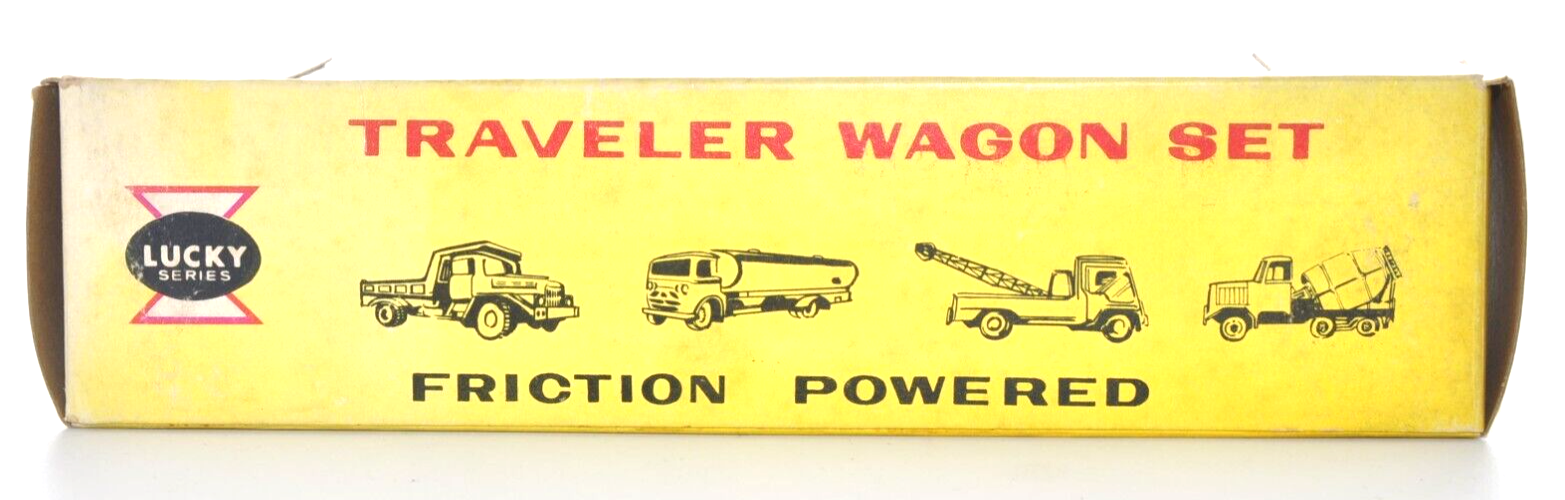 TRAVELER WAGON SET
LUCKY
SERIES
FRICTION POWERED